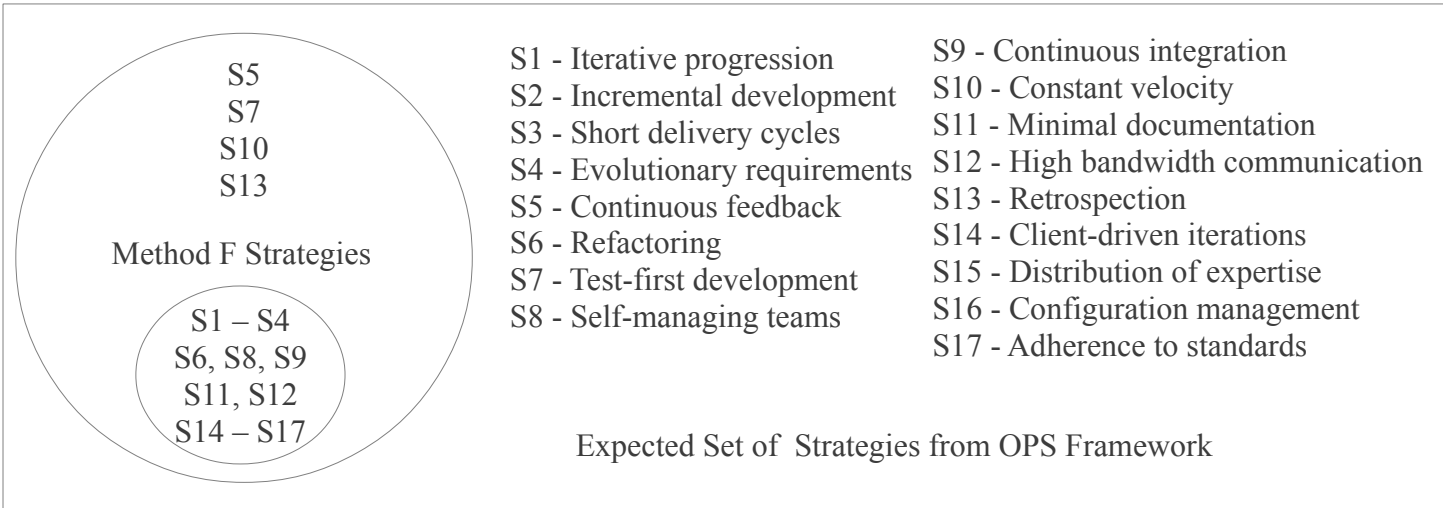 S5
S7
S10
S13
Method F Strategies
S1 – S4
S6, S8, S9
S11, S12
S14 – S17
S1 - Iterative progression
S2 - Incremental development
S3 - Short delivery cycles
S4 - Evolutionary requirements
S5 - Continuous feedback
S6 - Refactoring
S7 - Test-first development
S8 - Self-managing teams
S9 - Continuous integration
S10 - Constant velocity
S11 - Minimal documentation
S12 - High bandwidth communication
S13 - Retrospection
S14 - Client-driven iterations
S15 - Distribution of expertise
S16 - Configuration management
S17 - Adherence to standards
Expected Set of Strategies from OPS Framework